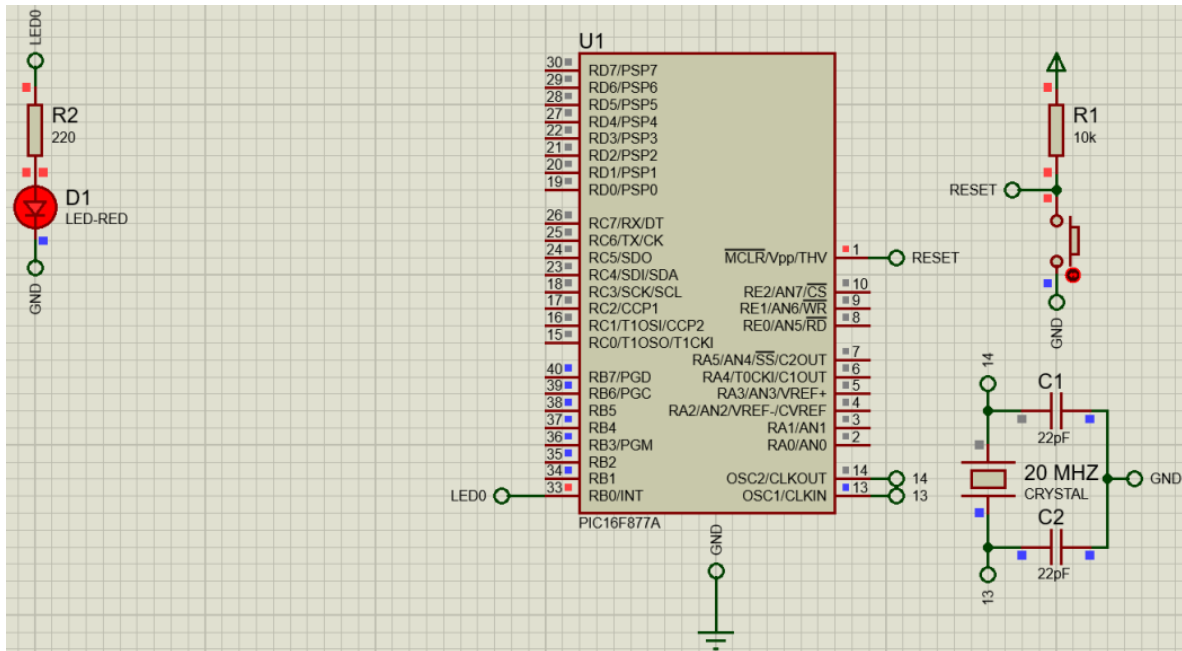 LED0
R2
220
D1
LED-RED
GND
U1
30 RD7/PSP7
29 RD6/PSP6
28 RD5/PSP5
27 RD4/PSP4
22 RD3/PSP3
21 RD2/PSP2
20 RD1/PSP1
19 RD0/PSP0
26 RC7/RX/DT
25 RC6/TX/CK
24 RC5/SDO
23 RC4/SDI/SDA
18 RC3/SCK/SCL
17 RC2/CCP1
16 RC1/T1OSI/CCP2
15 RC0/T1OSO/T1CKI
40 RB7/PGD
39 RB6/PGC
38 RB5
37 RB4
36 RB3/PGM
35 RB2
34 RB1
LED0 33 RB0/INT
MCLR/Vpp/THV 1 RESET
RE2/AN7/CS 10
RE1/AN6/WR 9
RE0/AN5/RD 8
RA5/AN4/SS/C2OUT 7
RA4/T0CKI/C1OUT 6
RA3/AN3/VREF+ 5
RA2/AN2/VREF-/CVREF 4
RA1/AN1 3
RA0/AN0 2
OSC2/CLKOUT 14 14
OSC1/CLKIN 13 13
PIC16F877A
GND
R1
10k
RESET
GND
14
C1
22pF
20 MHZ
CRYSTAL
GND
C2
22pF
13